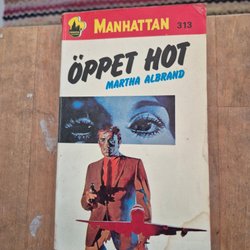 MANHATTAN 313
ÖPPET HOT
MARTHA ALBRAND